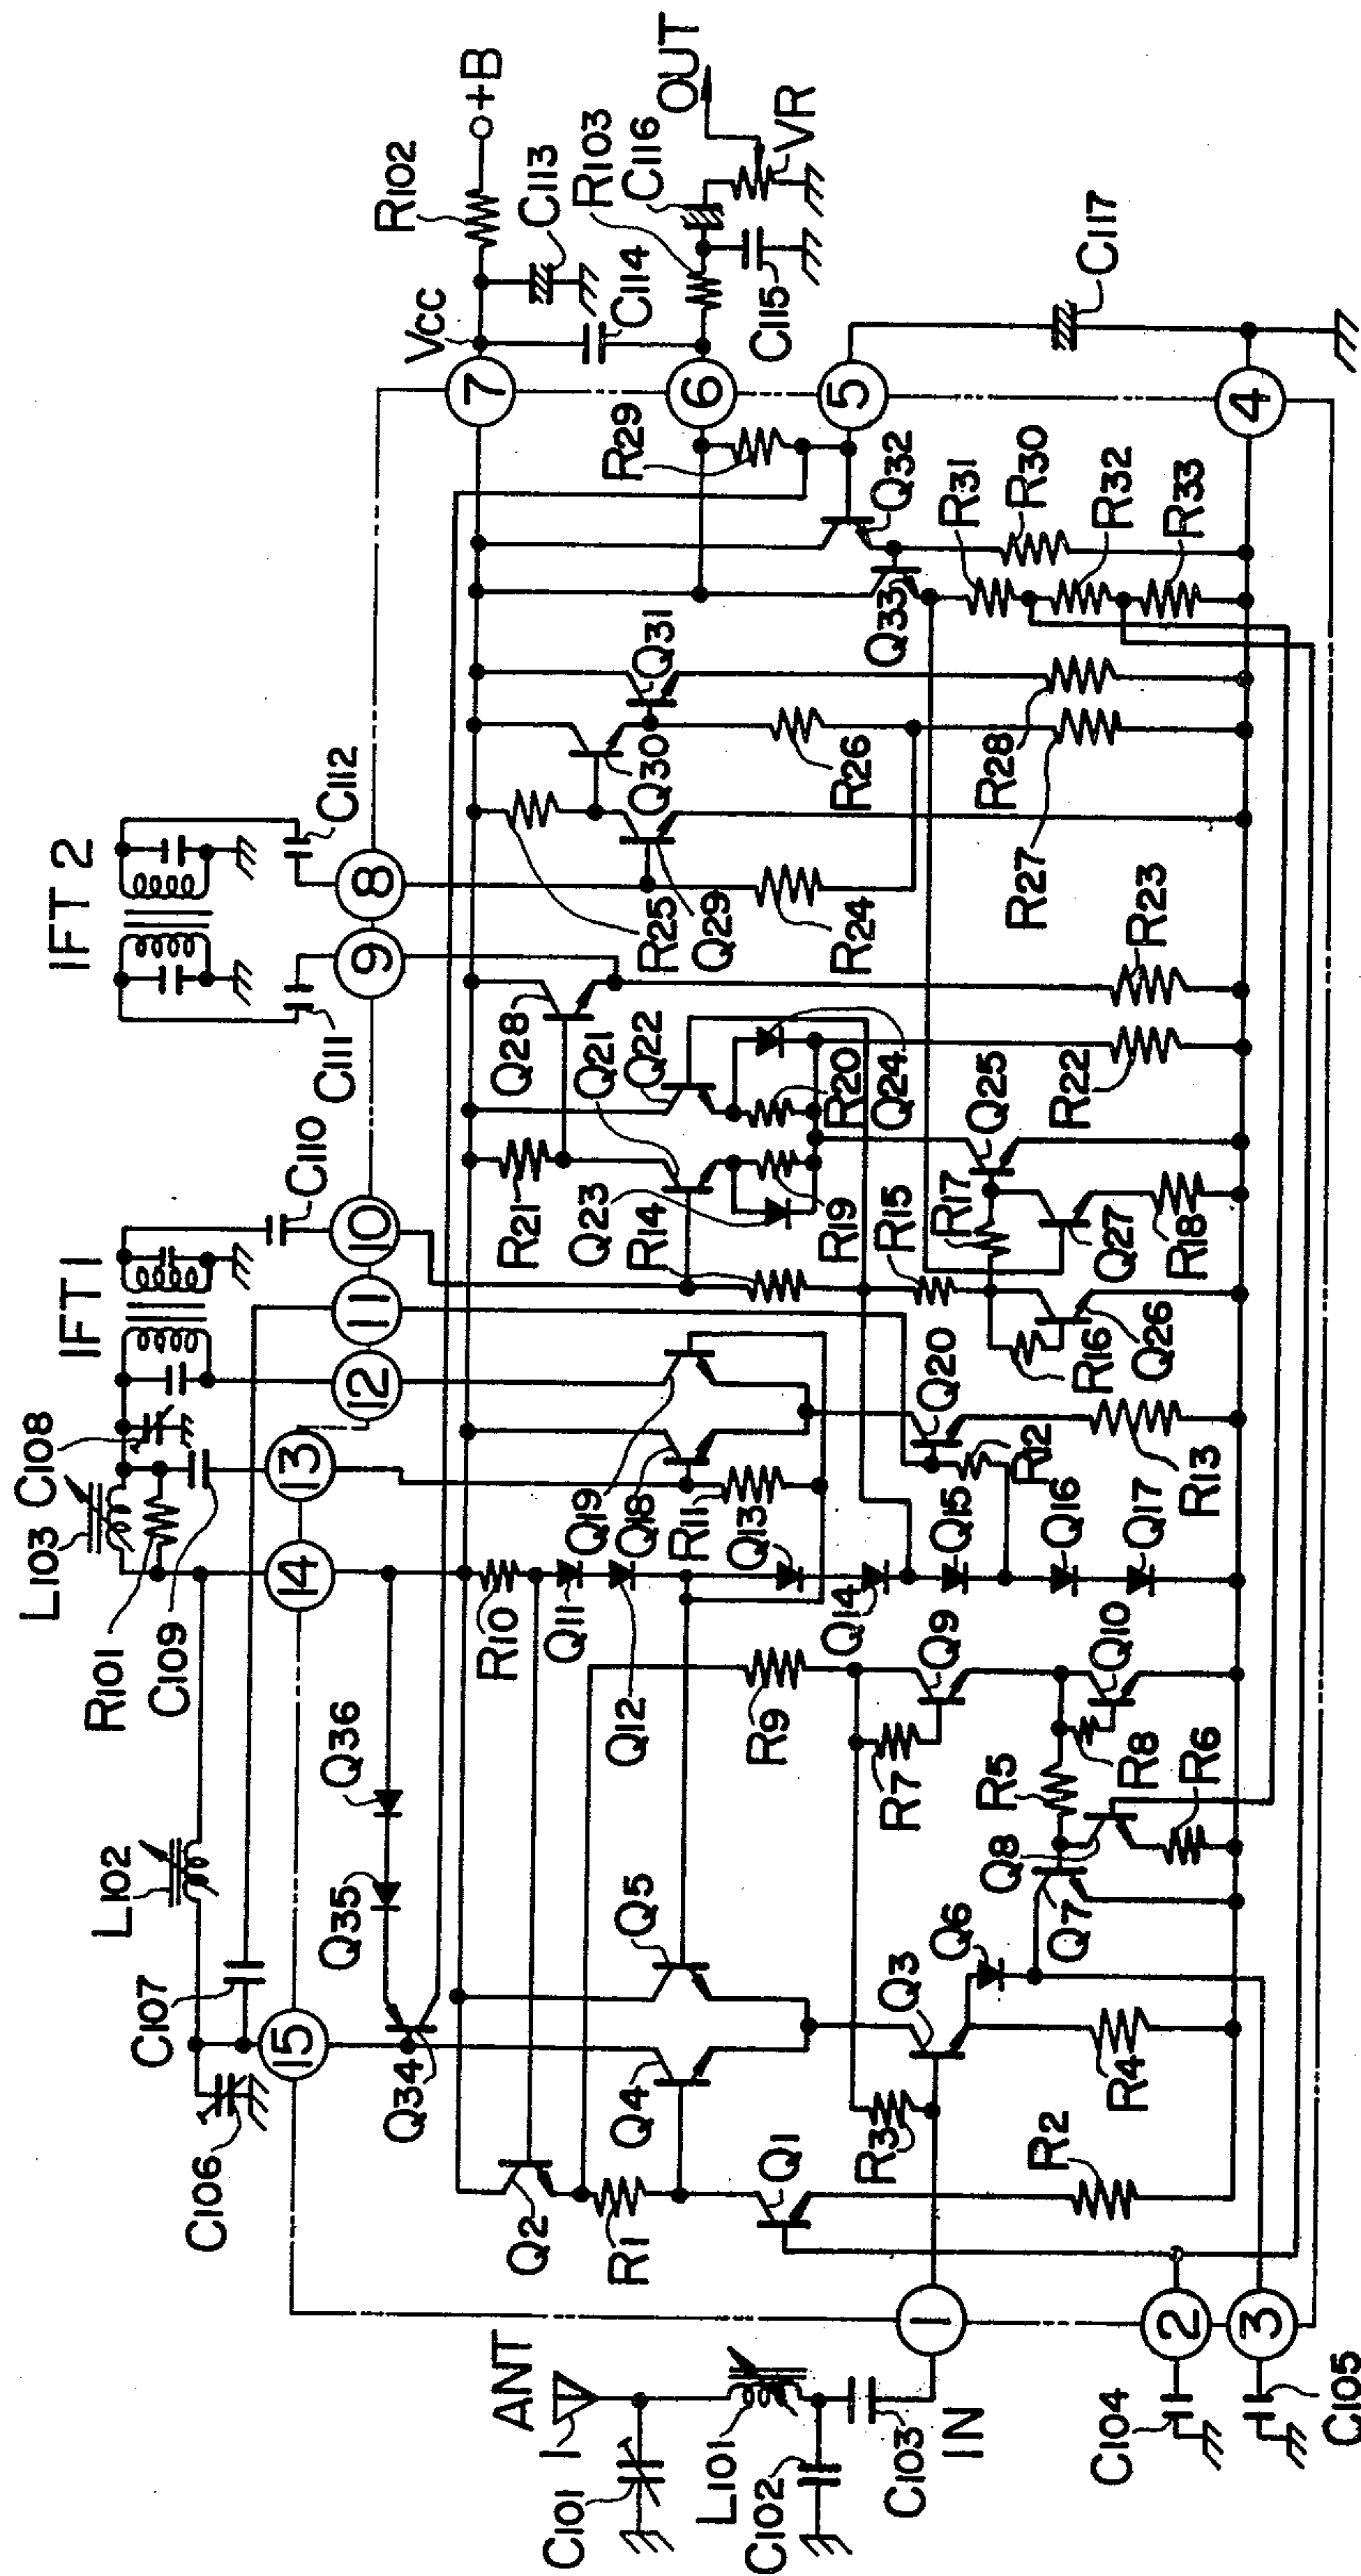 L103
C108
IFT1
IFT 2
R101
C109
C110
C111
C112
L102
C107
C106
15
14
13
12
11
10
9
8
7
Vcc
R102
+B
C113
C114
R103
C116
OUT
VR
C115
6
5
C117
4
Q36
Q35
Q34
Q2
R1
Q4
Q5
Q1
R3
Q3
R2
R4
Q6
Q7
Q8
R5
R6
R7
R8
R9
Q9
Q10
R10
Q11
Q12
Q19
Q18
R11
Q13
Q14
Q15
Q16
Q17
R12
Q20
R13
R14
R15
R16
R17
Q26
Q27
R18
Q25
R19
R20
Q23
Q24
R21
Q21
Q22
Q28
R22
R23
R24
R25
Q29
Q30
Q31
R26
R27
R28
R29
Q32
Q33
R31
R30
R32
R33
ANT
1
C101
L101
C102
C103
IN
1
2
3
C104
C105